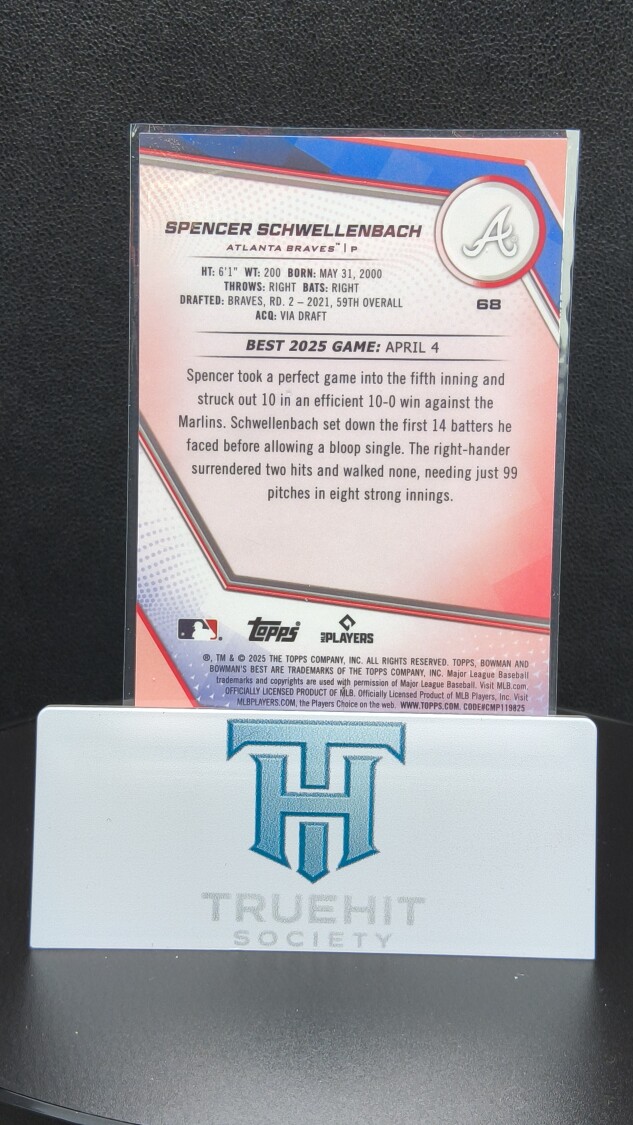 SPENCER SCHWELLENBACH
ATLANTA BRAVES™ | P
HT: 6'1" WT: 200 BORN: MAY 31, 2000
THROWS: RIGHT BATS: RIGHT
DRAFTED: BRAVES, RD. 2 – 2021, 59TH OVERALL
ACQ: VIA DRAFT
A
68
BEST 2025 GAME: APRIL 4
Spencer took a perfect game into the fifth inning and
struck out 10 in an efficient 10-0 win against the
Marlins. Schwellenbach set down the first 14 batters he
faced before allowing a bloop single. The right-hander
surrendered two hits and walked none, needing just 99
pitches in eight strong innings.
Topps
MLB PLAYERS
®, TM & © 2025 THE TOPPS COMPANY, INC. ALL RIGHTS RESERVED. TOPPS, BOWMAN AND
BOWMAN'S BEST ARE TRADEMARKS OF THE TOPPS COMPANY, INC. Major League Baseball
trademarks and copyrights are used with permission of Major League Baseball. Visit MLB.com.
OFFICIALLY LICENSED PRODUCT OF MLB. Officially Licensed Product of MLB Players, Inc. Visit
MLBPLAYERS.COM, the Players Choice on the web. WWW.TOPPS.COM. CODE#CMP119825
TH
TRUEHIT
SOCIETY